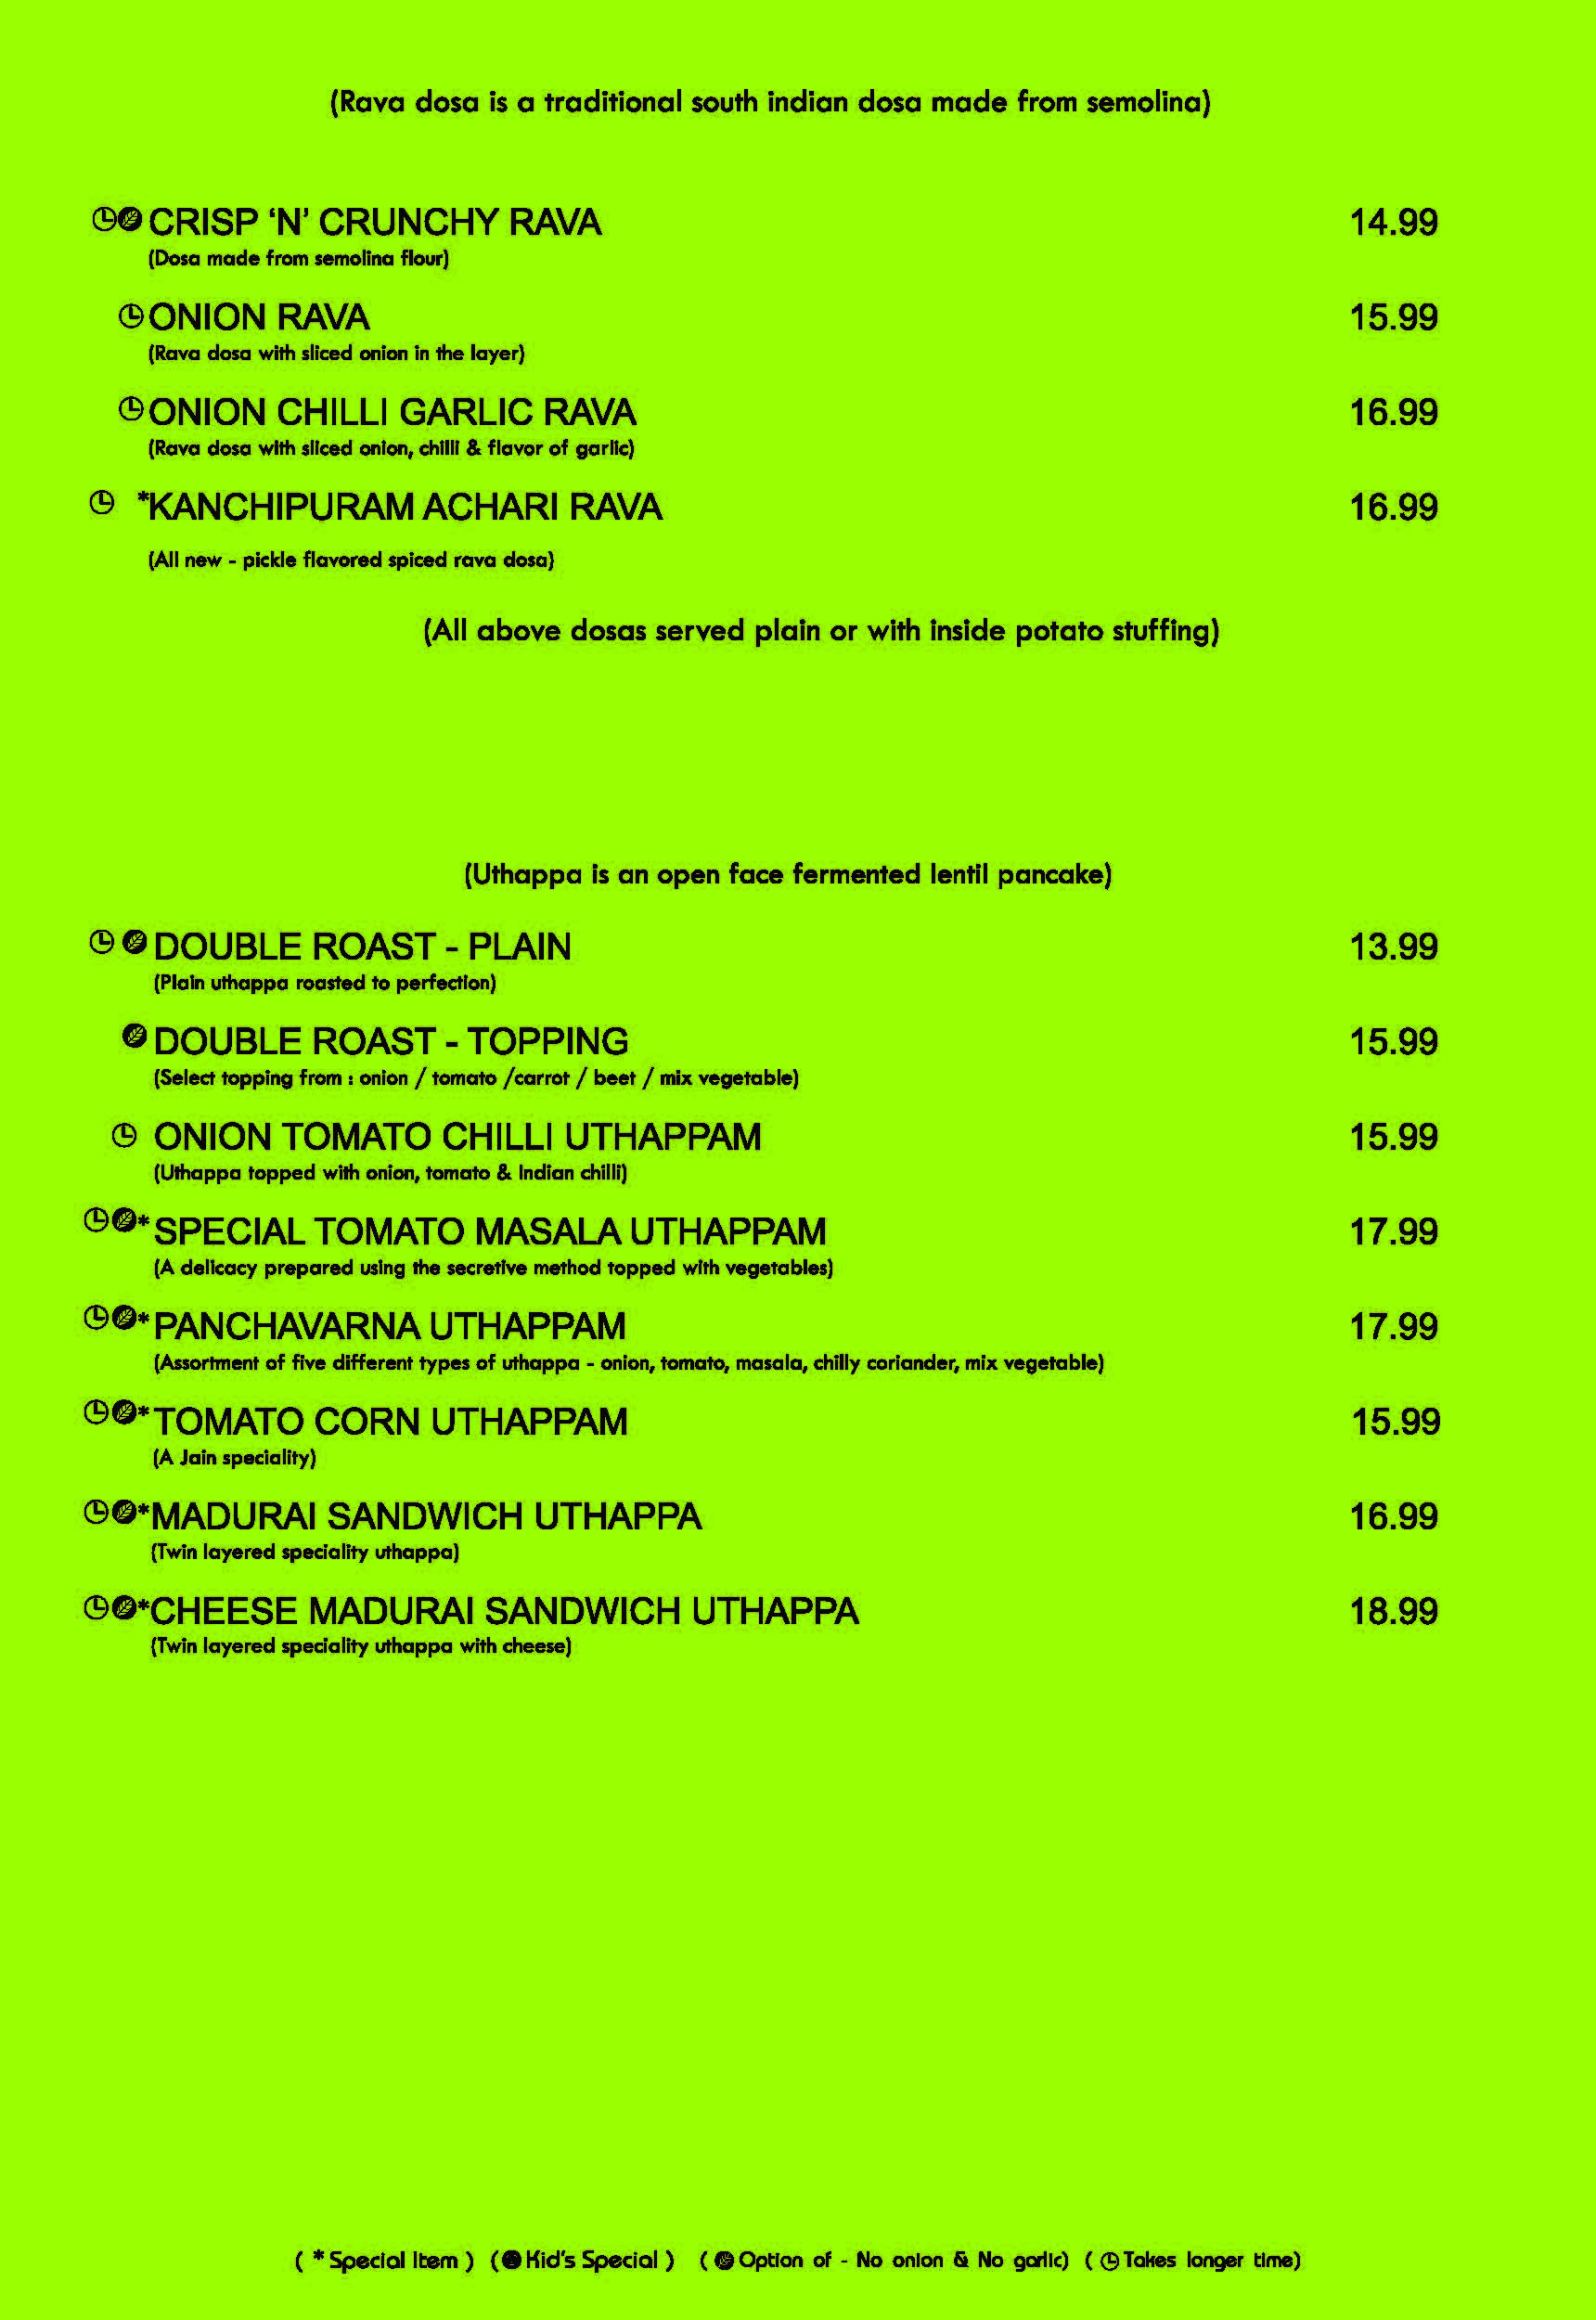 (Rava dosa is a traditional south indian dosa made from semolina)
CRISP ‘N’ CRUNCHY RAVA 14.99
(Dosa made from semolina flour)
ONION RAVA 15.99
(Rava dosa with sliced onion in the layer)
ONION CHILLI GARLIC RAVA 16.99
(Rava dosa with sliced onion, chilli & flavor of garlic)
*KANCHIPURAM ACHARI RAVA 16.99
(All new - pickle flavored spiced rava dosa)
(All above dosas served plain or with inside potato stuffing)
(Uthappa is an open face fermented lentil pancake)
DOUBLE ROAST - PLAIN 13.99
(Plain uthappa roasted to perfection)
DOUBLE ROAST - TOPPING 15.99
(Select topping from : onion / tomato /carrot / beet / mix vegetable)
ONION TOMATO CHILLI UTHAPPAM 15.99
(Uthappa topped with onion, tomato & Indian chilli)
*SPECIAL TOMATO MASALA UTHAPPAM 17.99
(A delicacy prepared using the secretive method topped with vegetables)
*PANCHAVARNA UTHAPPAM 17.99
(Assortment of five different types of uthappa - onion, tomato, masala, chilly coriander, mix vegetable)
*TOMATO CORN UTHAPPAM 15.99
(A Jain speciality)
*MADURAI SANDWICH UTHAPPA 16.99
(Twin layered speciality uthappa)
*CHEESE MADURAI SANDWICH UTHAPPA 18.99
(Twin layered speciality uthappa with cheese)
( * Special Item ) ( Kid's Special ) ( Option of - No onion & No garlic) ( Takes longer time)